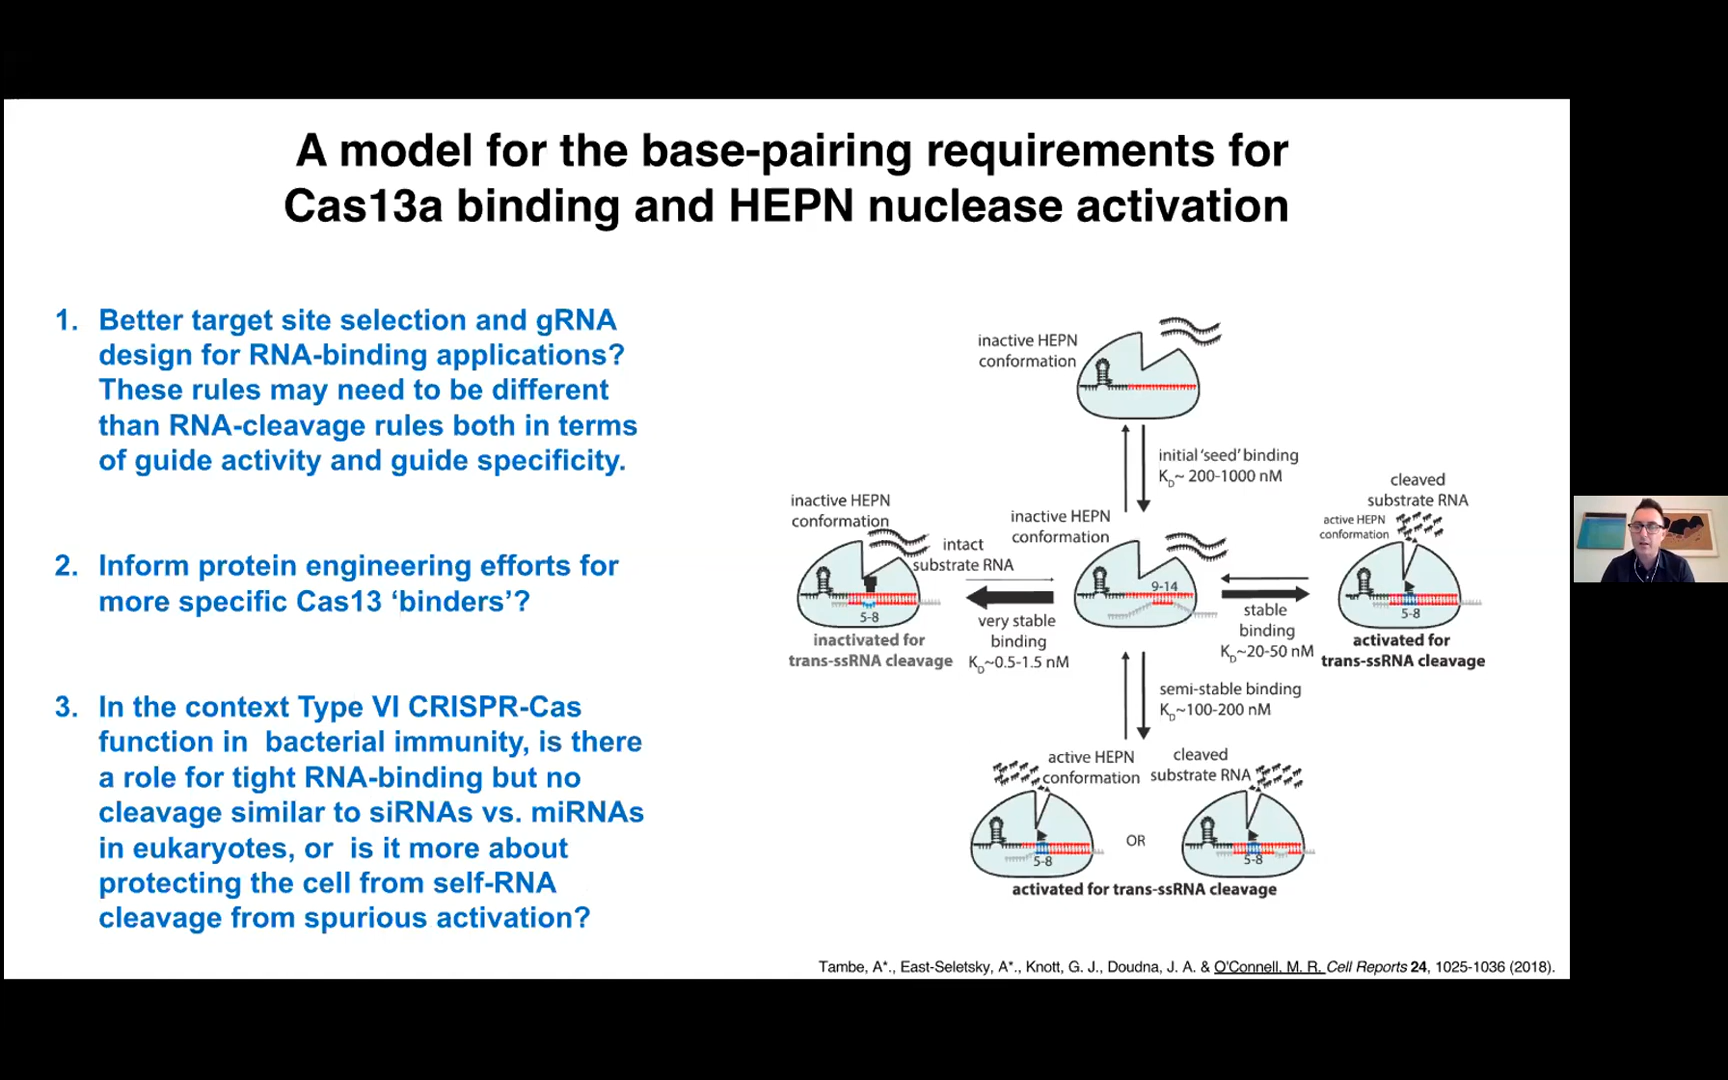 A model for the base-pairing requirements for
Cas13a binding and HEPN nuclease activation
1. Better target site selection and gRNA
design for RNA-binding applications?
These rules may need to be different
than RNA-cleavage rules both in terms
of guide activity and guide specificity.
2. Inform protein engineering efforts for
more specific Cas13 ‘binders’?
3. In the context Type VI CRISPR-Cas
function in bacterial immunity, is there
a role for tight RNA-binding but no
cleavage similar to siRNAs vs. miRNAs
in eukaryotes, or is it more about
protecting the cell from self-RNA
cleavage from spurious activation?
inactive HEPN
conformation
initial ‘seed’ binding
KD~ 200-1000 nM
inactive HEPN
conformation
intact
substrate RNA
5-8
inactivated for
trans-ssRNA cleavage
very stable
binding
KD~0.5-1.5 nM
inactive HEPN
conformation
9-14
stable
binding
KD~20-50 nM
cleaved
substrate RNA
active HEPN
conformation
5-8
activated for
trans-ssRNA cleavage
semi-stable binding
KD~100-200 nM
active HEPN
conformation
cleaved
substrate RNA
5-8
OR
5-8
activated for trans-ssRNA cleavage
Tambe, A*., East-Seletsky, A*., Knott, G. J., Doudna, J. A. & O'Connell. M. R. Cell Reports 24, 1025-1036 (2018).